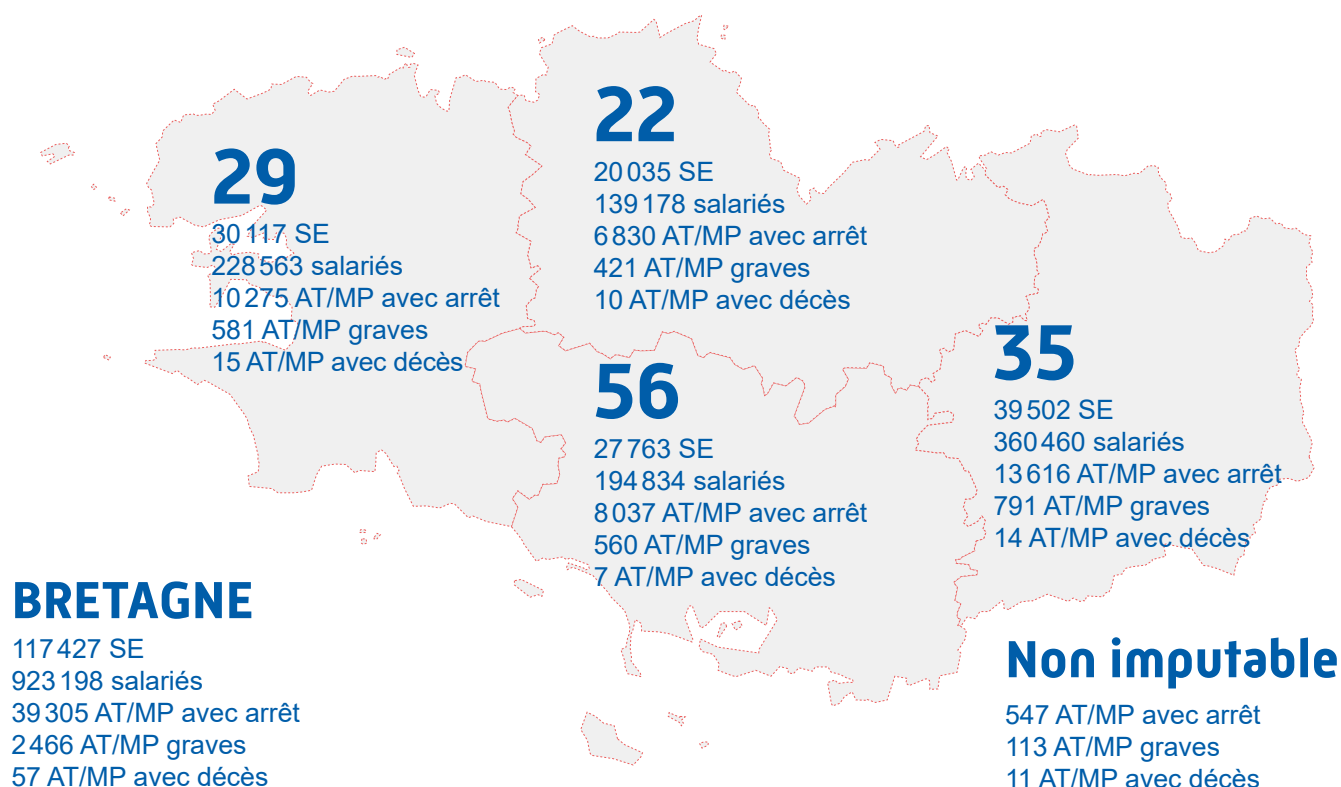 22
20 035 SE
139 178 salariés
6 830 AT/MP avec arrêt
421 AT/MP graves
10 AT/MP avec décès
29
30 117 SE
228 563 salariés
10 275 AT/MP avec arrêt
581 AT/MP graves
15 AT/MP avec décès
56
27 763 SE
194 834 salariés
8 037 AT/MP avec arrêt
560 AT/MP graves
7 AT/MP avec décès
35
39 502 SE
360 460 salariés
13 616 AT/MP avec arrêt
791 AT/MP graves
14 AT/MP avec décès
BRETAGNE
117 427 SE
923 198 salariés
39 305 AT/MP avec arrêt
2 466 AT/MP graves
57 AT/MP avec décès
Non imputable
547 AT/MP avec arrêt
113 AT/MP graves
11 AT/MP avec décès